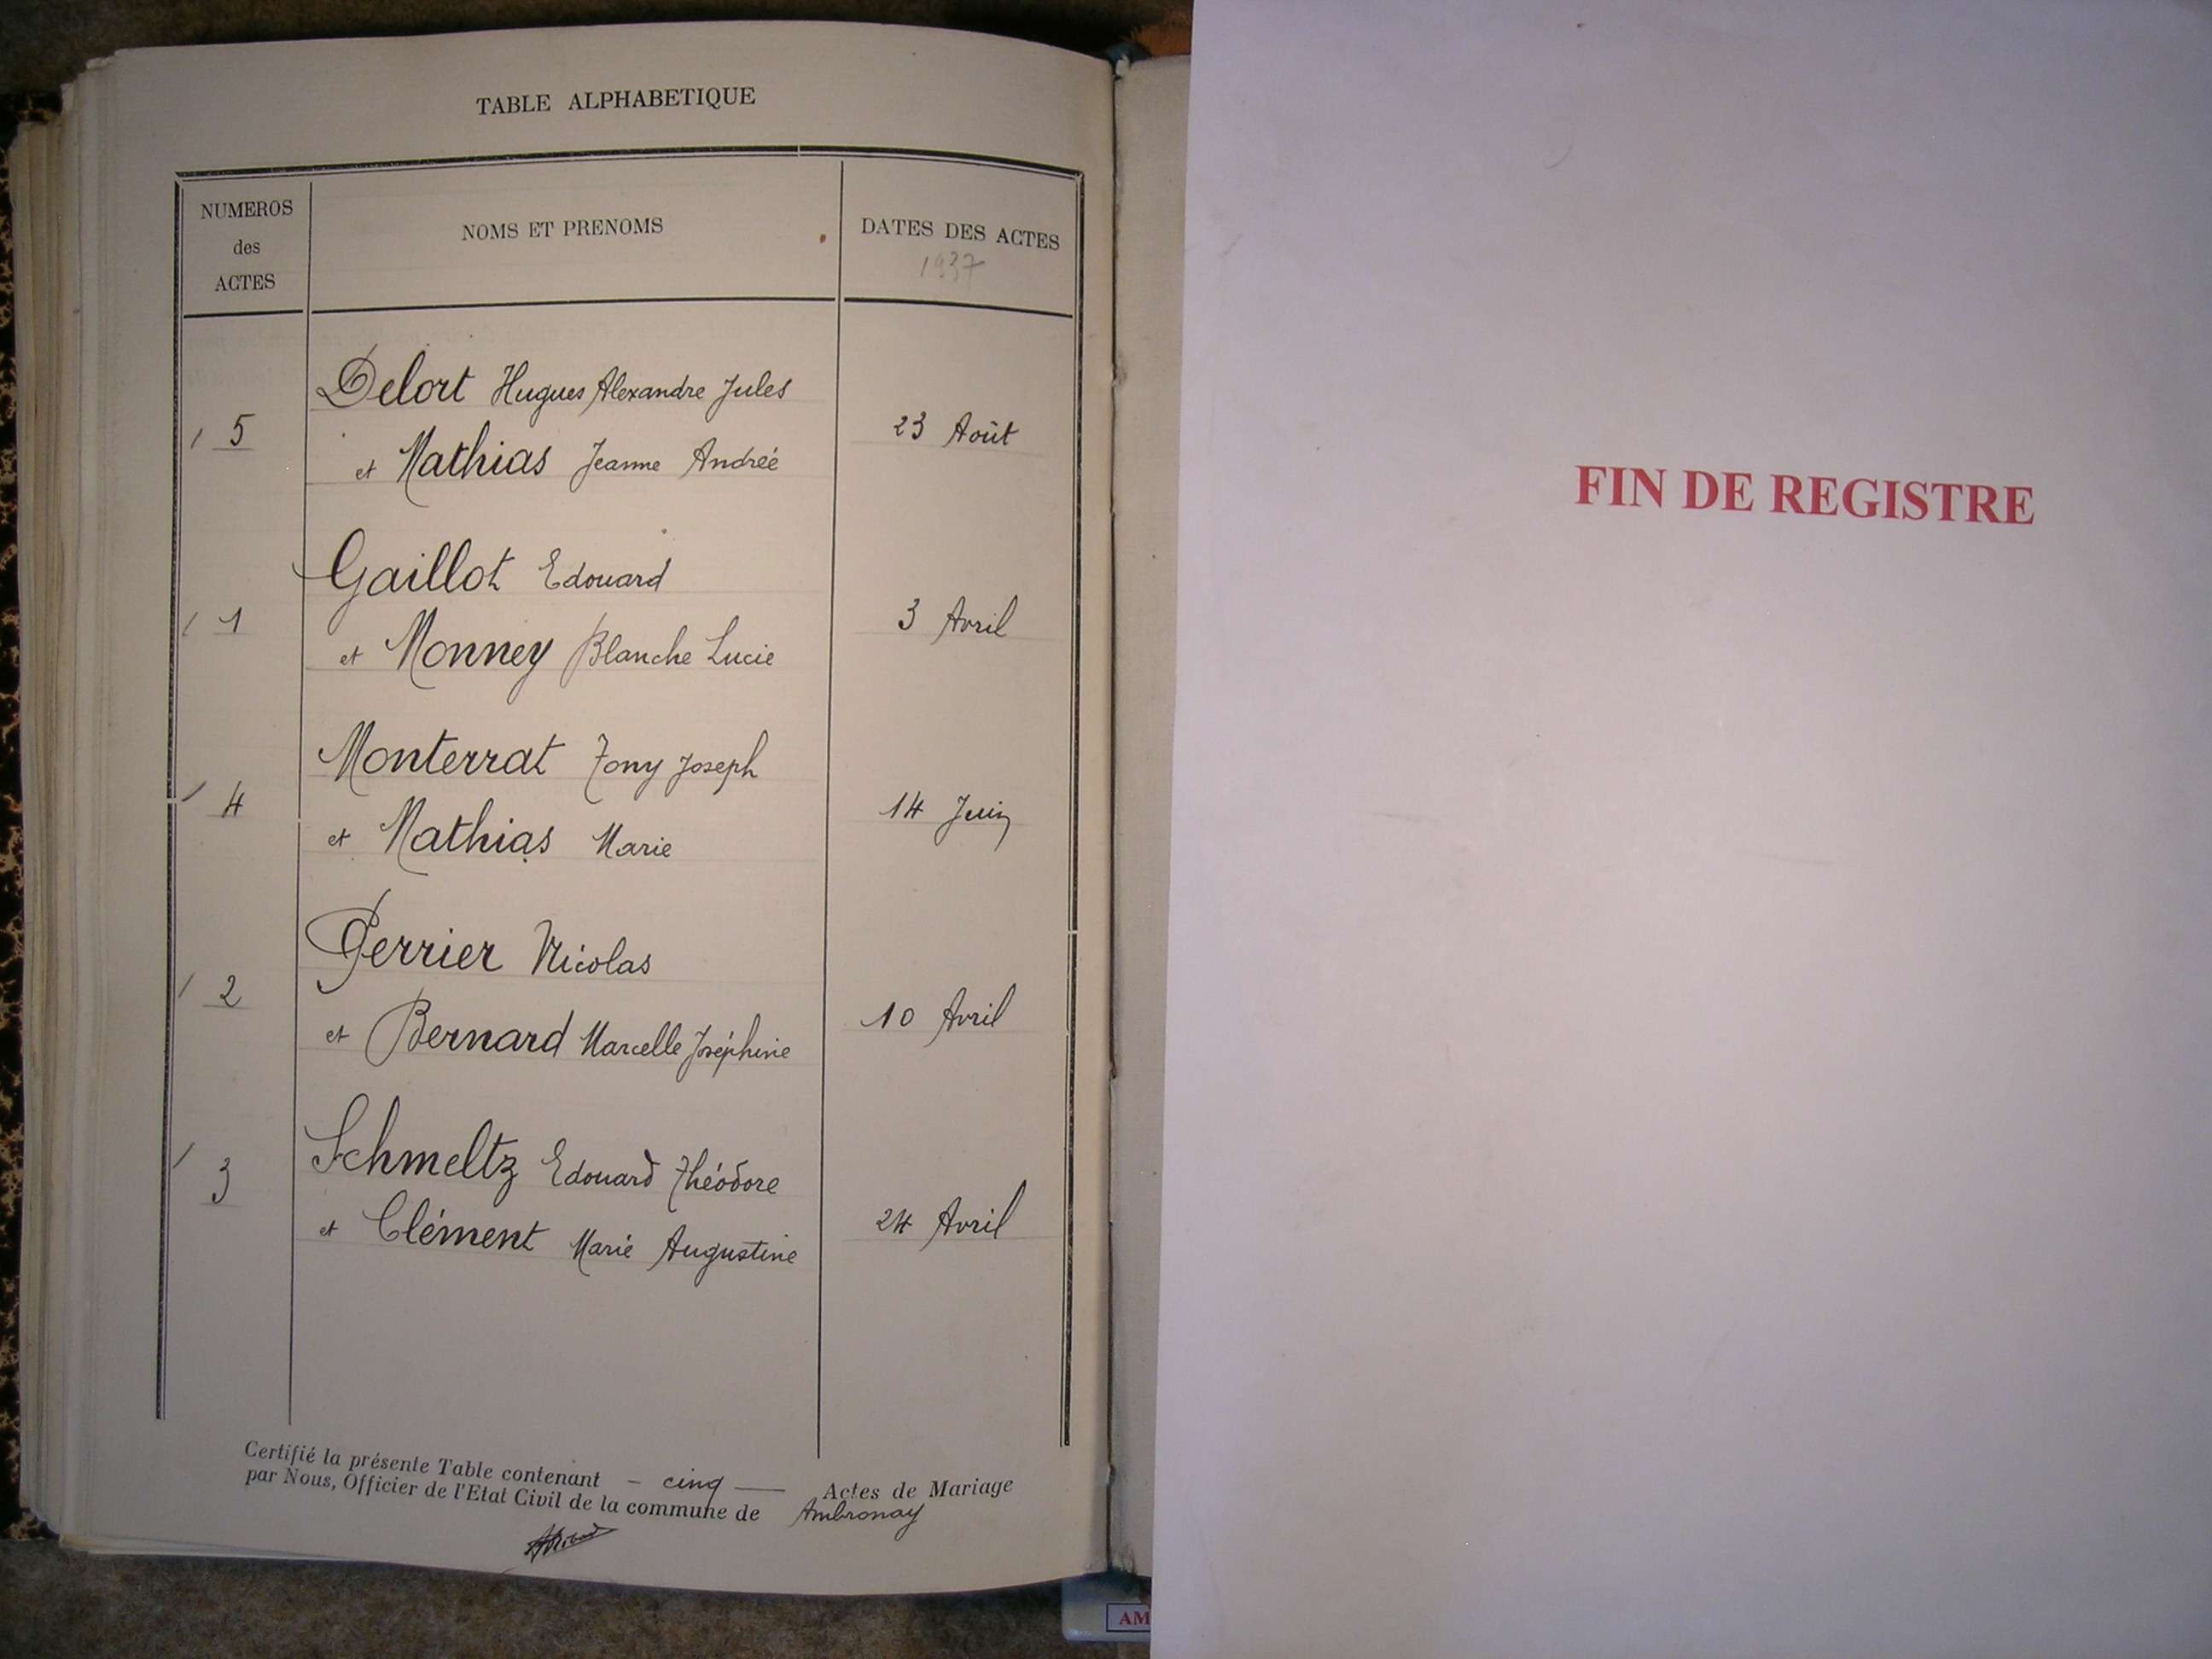 TABLE ALPHABETIQUE
NUMEROS
des
ACTES
NOMS ET PRENOMS
DATES DES ACTES
1937
Delort Hugues Alexandre Jules
5
et Mathias Jeanne Andrée
23 Août
Gaillot Edouard
1
et Monney Blanche Lucie
3 Avril
Monterrat Tony Joseph
4
et Mathias Marie
14 Juin
Perrier Nicolas
2
et Bernard Marcelle Joséphine
10 Avril
Schmeltz Edouard Théodore
3
et Clément Marie Augustine
24 Avril
Certifié la présente Table contenant - cinq — Actes de Mariage
par Nous, Officier de l'Etat Civil de la commune de Ambronay
FIN DE REGISTRE
AM